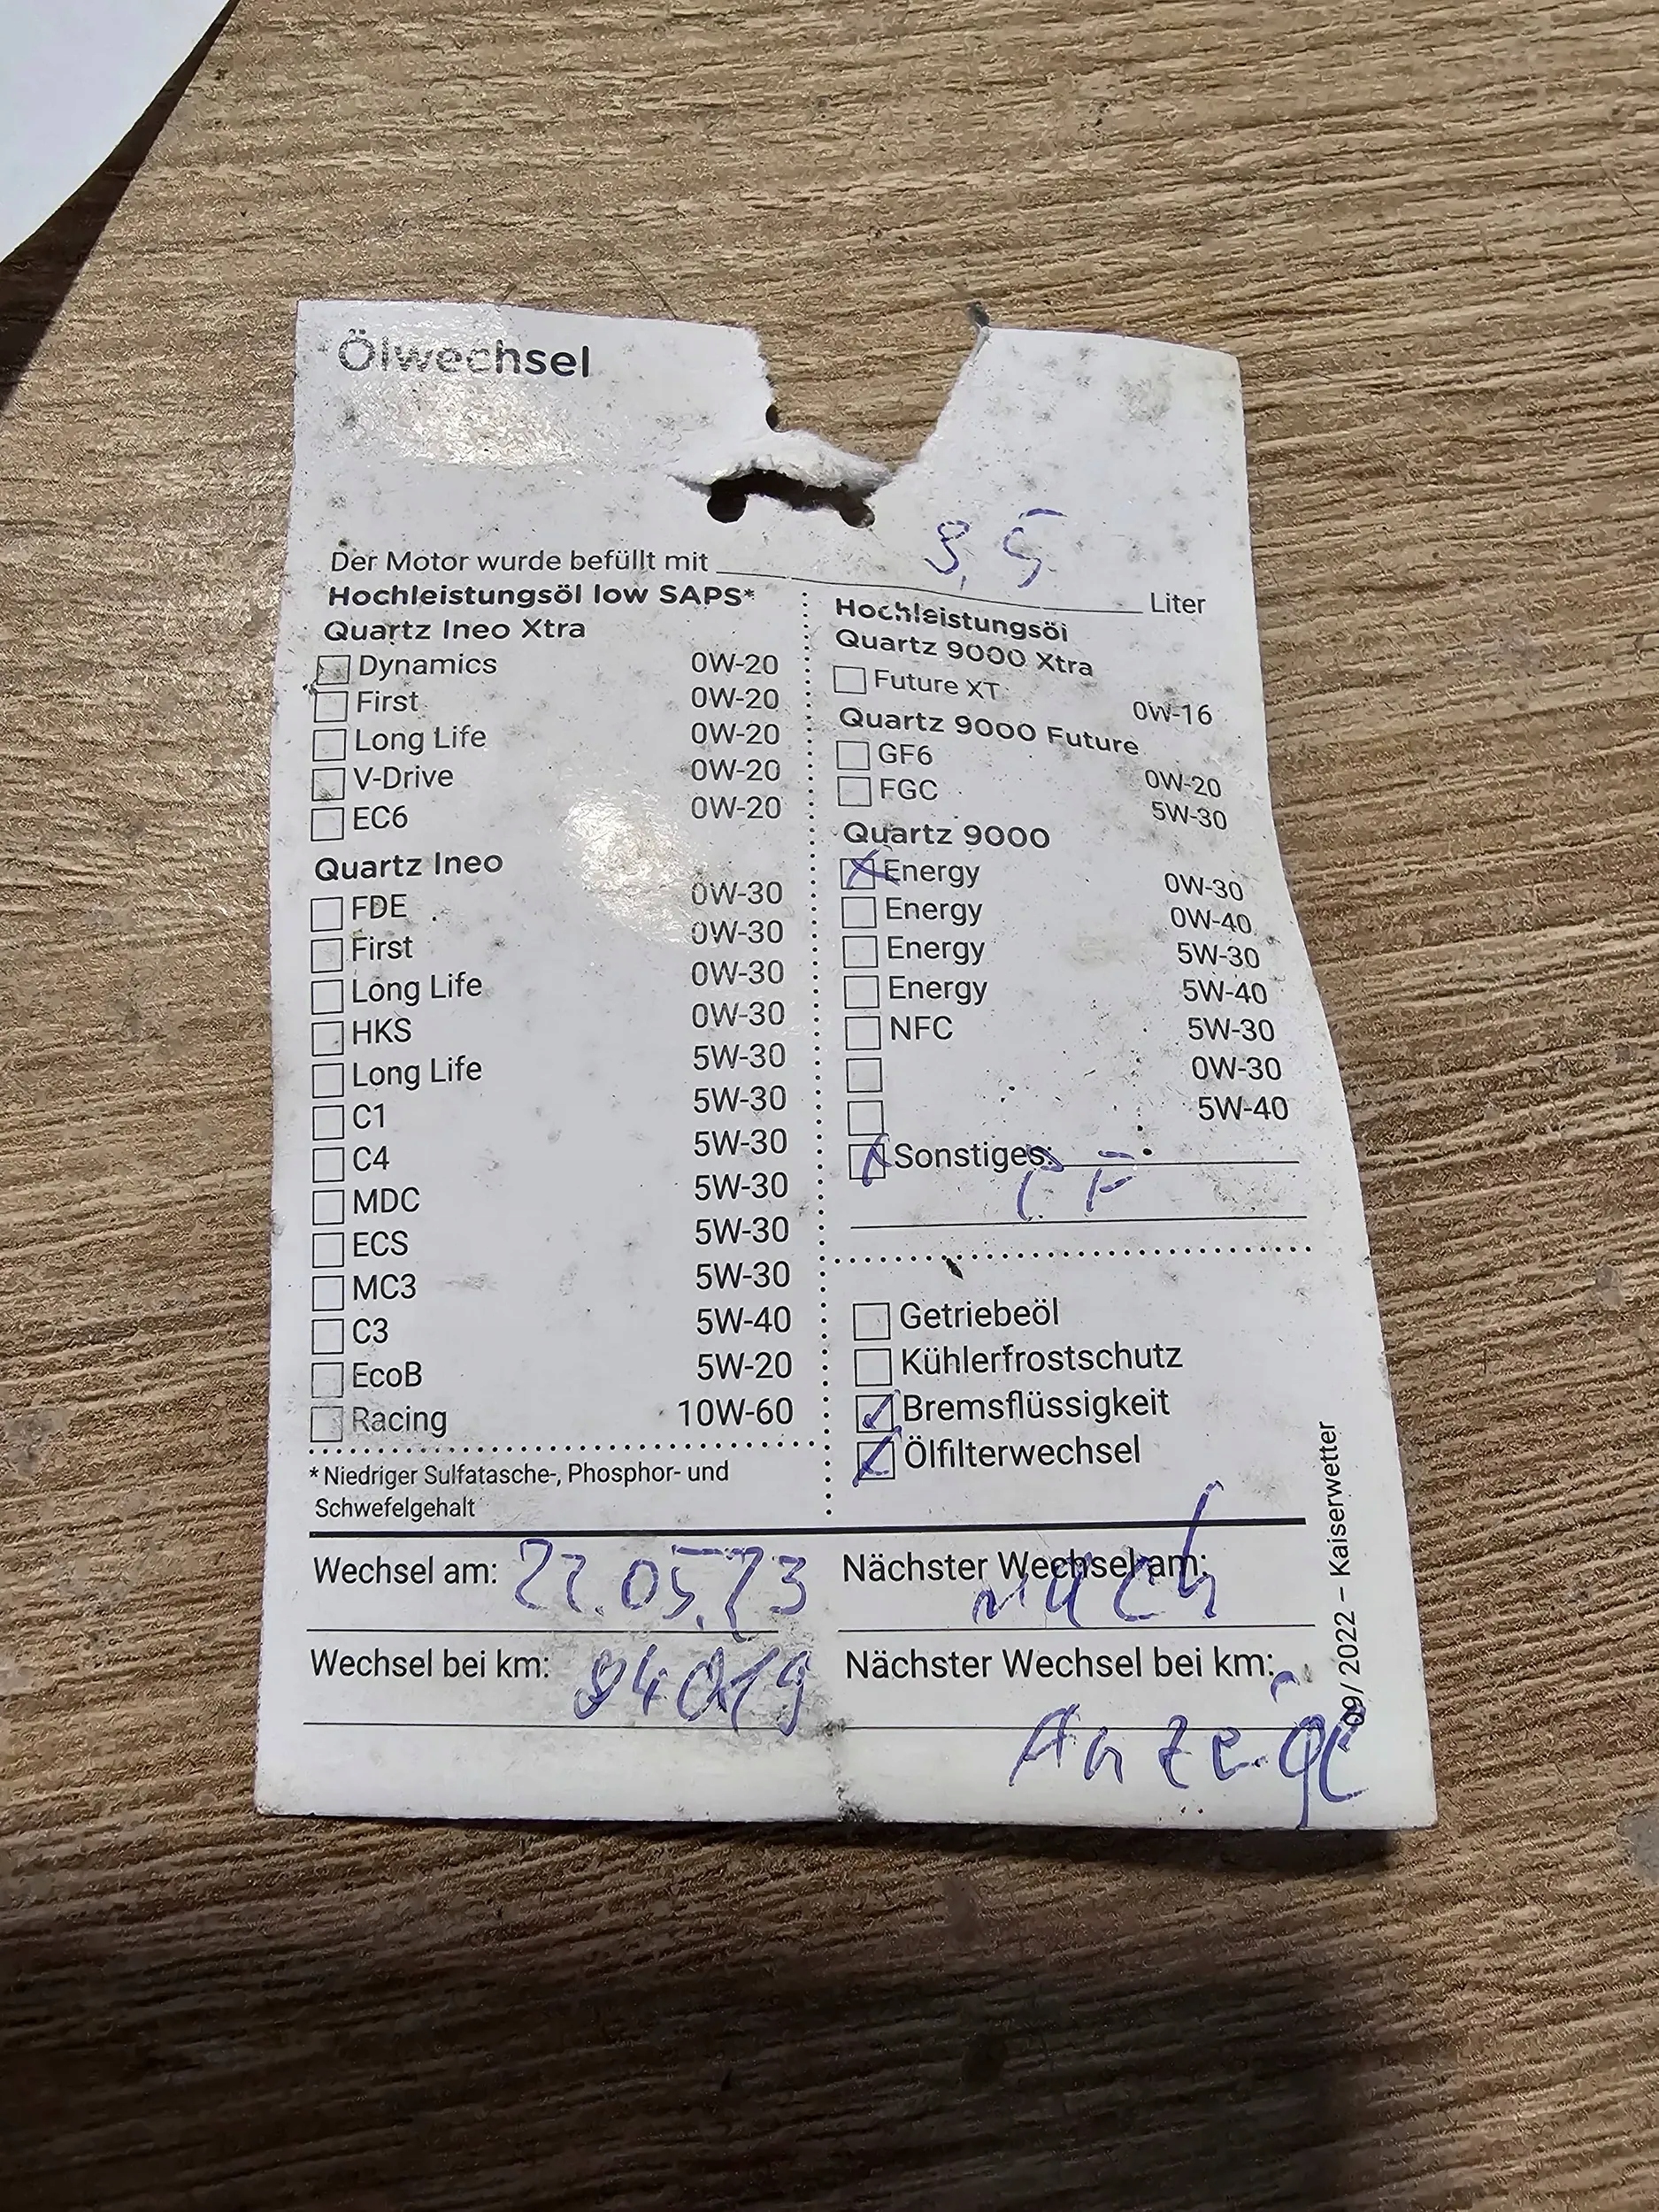 Ölwechsel
Der Motor wurde befüllt mit 3,5 Liter
Hochleistungsöl low SAPS*
Quartz Ineo Xtra
Dynamics 0W-20
First 0W-20
Long Life 0W-20
V-Drive 0W-20
EC6 0W-20
Quartz Ineo
FDE 0W-30
First 0W-30
Long Life 0W-30
HKS 0W-30
Long Life 5W-30
C1 5W-30
C4 5W-30
MDC 5W-30
ECS 5W-30
MC3 5W-30
C3 5W-40
EcoB 5W-20
Racing 10W-60
* Niedriger Sulfatasche-, Phosphor- und
Schwefelgehalt
Hochleistungsöl
Quartz 9000 Xtra
Future XT 0W-16
Quartz 9000 Future
GF6 0W-20
FGC 5W-30
Quartz 9000
Energy 0W-30
Energy 0W-40
Energy 5W-30
Energy 5W-40
NFC 5W-30
0W-30
5W-40
Sonstiges:
Getriebeöl
Kühlerfrostschutz
Bremsflüssigkeit
Ölfilterwechsel
Wechsel am: 22.05.23
Nächster Wechsel am: nach
Wechsel bei km:
Nächster Wechsel bei km:
Anzeige
09/ 2022 – Kaiserwetter